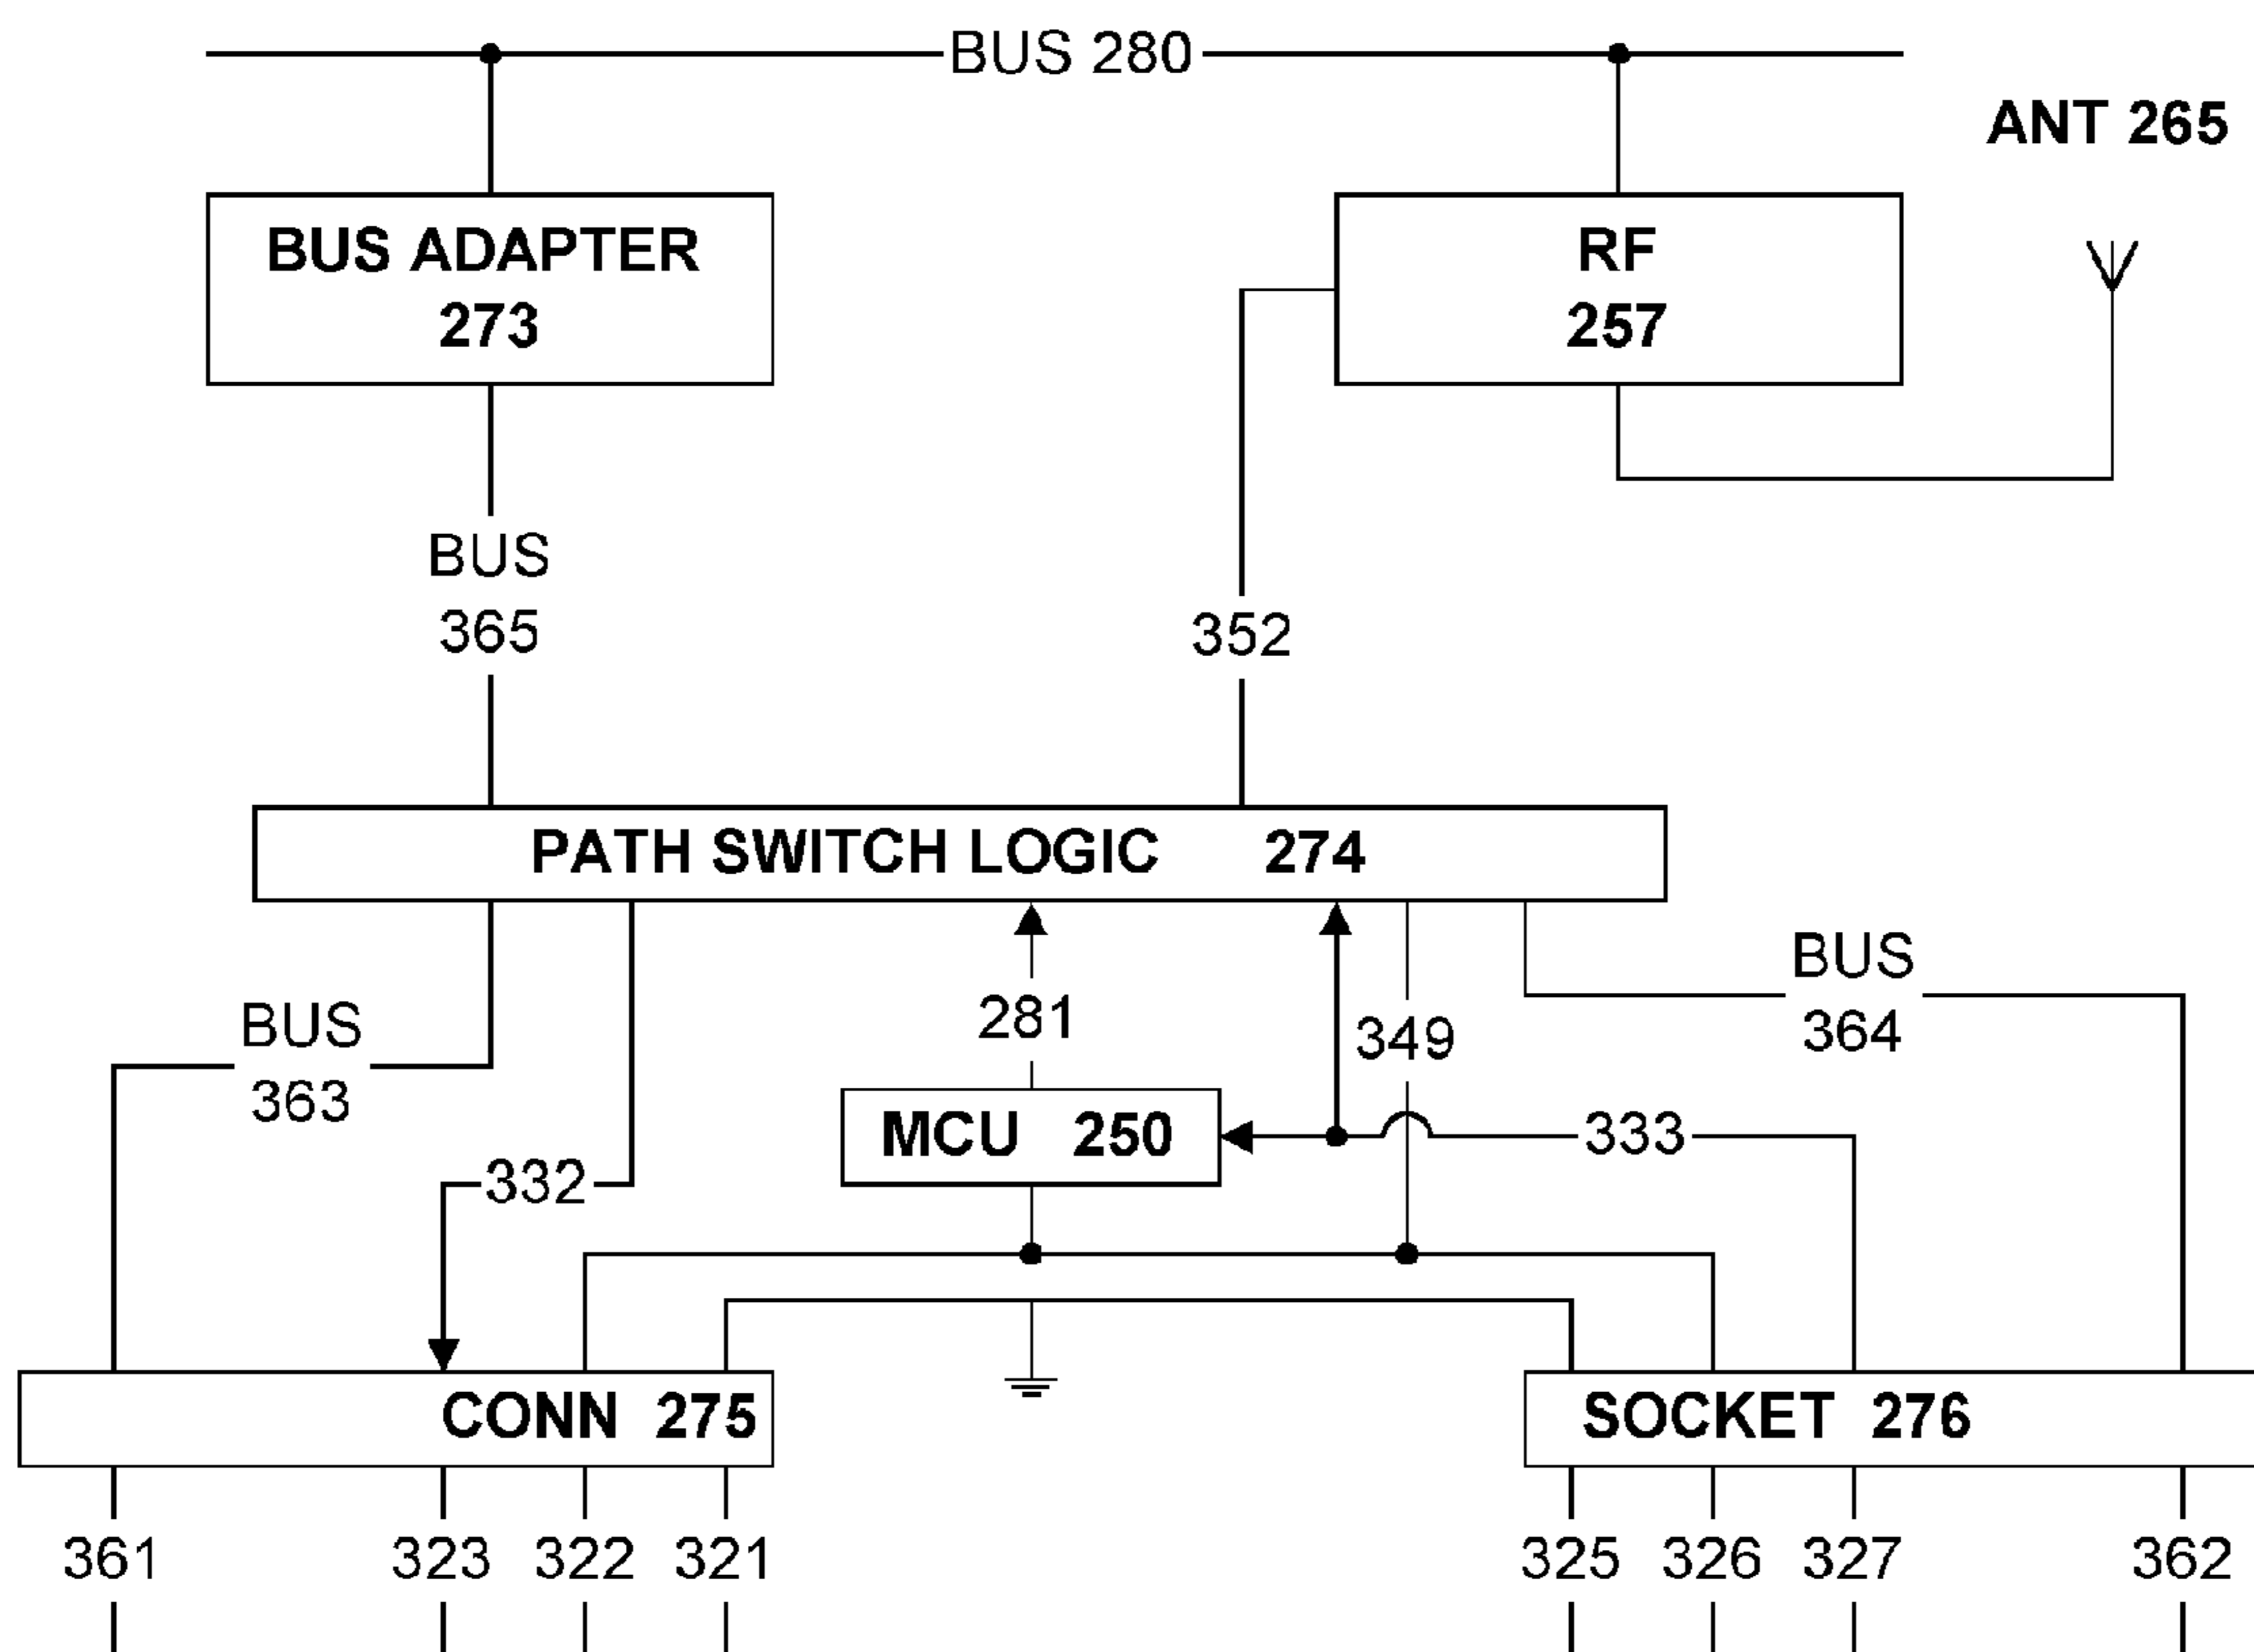 BUS 280
ANT 265
BUS ADAPTER
273
RF
257
BUS
365
352
PATH SWITCH LOGIC 274
BUS
364
281
349
BUS
363
MCU 250
333
332
CONN 275
SOCKET 276
361
323
322
321
325
326
327
362